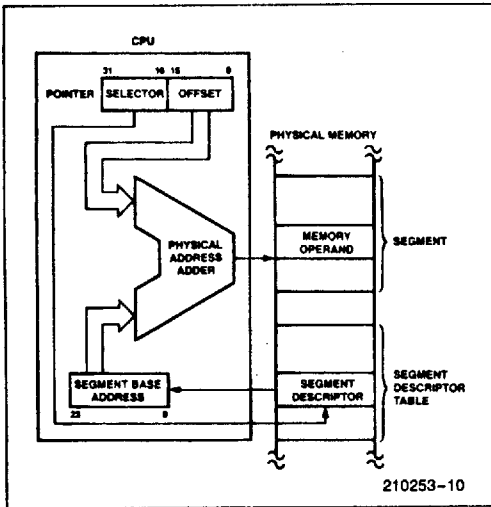 CPU
31 16 15 0
POINTER SELECTOR OFFSET
PHYSICAL MEMORY
PHYSICAL
ADDRESS
ADDER
MEMORY
OPERAND
SEGMENT
SEGMENT BASE
ADDRESS
23 0
SEGMENT
DESCRIPTOR
SEGMENT
DESCRIPTOR
TABLE
210253-10